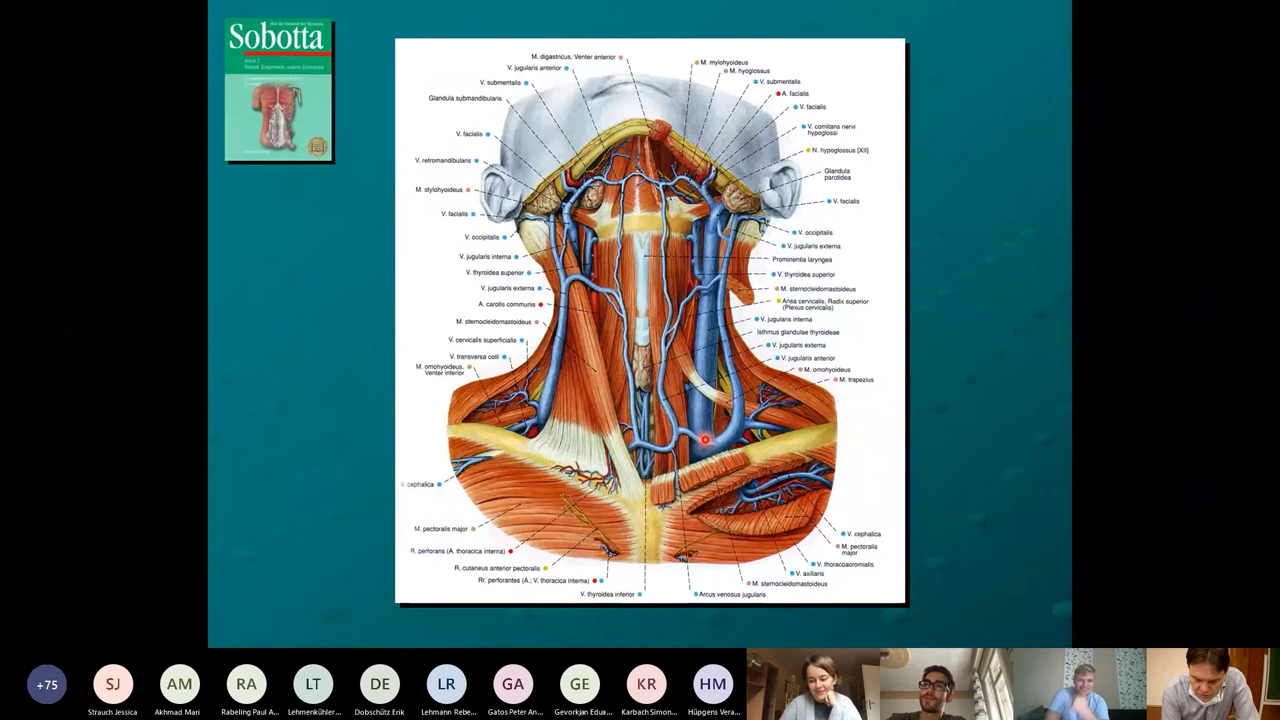 Sobotta
M. digastricus, Venter anterior
V. jugularis anterior
V. submentalis
Glandula submandibularis
V. facialis
V. retromandibularis
M. stylohyoideus
V. facialis
V. occipitalis
V. jugularis interna
V. thyroidea superior
V. jugularis externa
A. carotis communis
M. sternocleidomastoideus
V. cervicalis superficialis
V. transversa colli
M. omohyoideus,
Venter inferior
V. cephalica
M. pectoralis major
R. perforans (A. thoracica interna)
R. cutaneus anterior pectoralis
Rr. perforantes (A.; V. thoracica interna)
V. thyroidea inferior
M. mylohyoideus
M. hyoglossus
V. submentalis
A. facialis
V. facialis
V. comitans nervi
hypoglossi
N. hypoglossus [XII]
Glandula
parotidea
V. facialis
V. occipitalis
V. jugularis externa
Prominentia laryngea
V. thyroidea superior
M. sternocleidomastoideus
Ansa cervicalis, Radix superior
(Plexus cervicalis)
V. jugularis interna
Isthmus glandulae thyroideae
V. jugularis externa
V. jugularis anterior
M. omohyoideus
M. trapezius
V. cephalica
M. pectoralis
major
V. thoracoacromialis
V. axillaris
M. sternocleidomastoideus
Arcus venosus jugularis
+75
SJ
AM
RA
LT
DE
LR
GA
GE
KR
HM
Strauch Jessica
Akhmad Mari
Rabeling Paul A...
Lehmenkühler...
Dobschütz Erik
Lehmann Rebe...
Gatos Peter An...
Gevorkjan Edua...
Karbach Simon...
Hüpgens Vera...